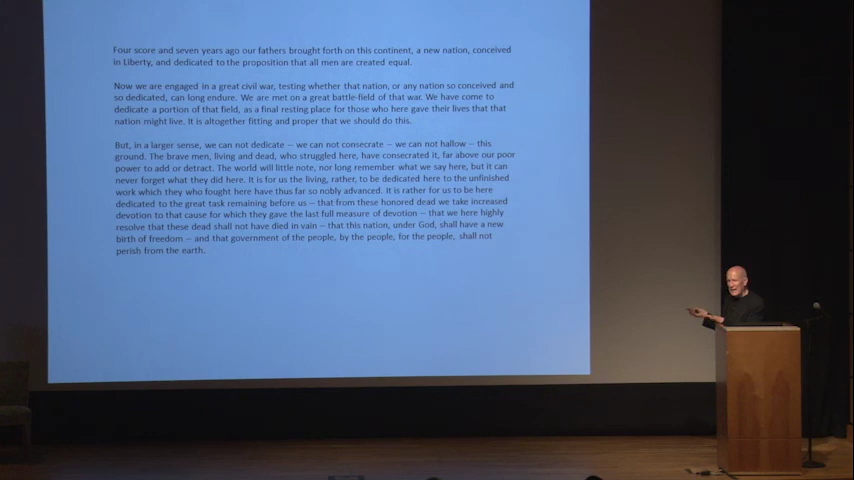 Four score and seven years ago our fathers brought forth on this continent, a new nation, conceived
in Liberty, and dedicated to the proposition that all men are created equal.
Now we are engaged in a great civil war, testing whether that nation, or any nation so conceived and
so dedicated, can long endure. We are met on a great battle-field of that war. We have come to
dedicate a portion of that field, as a final resting place for those who here gave their lives that that
nation might live. It is altogether fitting and proper that we should do this.
But, in a larger sense, we can not dedicate – we can not consecrate – we can not hallow – this
ground. The brave men, living and dead, who struggled here, have consecrated it, far above our poor
power to add or detract. The world will little note, nor long remember what we say here, but it can
never forget what they did here. It is for us the living, rather, to be dedicated here to the unfinished
work which they who fought here have thus far so nobly advanced. It is rather for us to be here
dedicated to the great task remaining before us – that from these honored dead we take increased
devotion to that cause for which they gave the last full measure of devotion – that we here highly
resolve that these dead shall not have died in vain – that this nation, under God, shall have a new
birth of freedom – and that government of the people, by the people, for the people, shall not
perish from the earth.